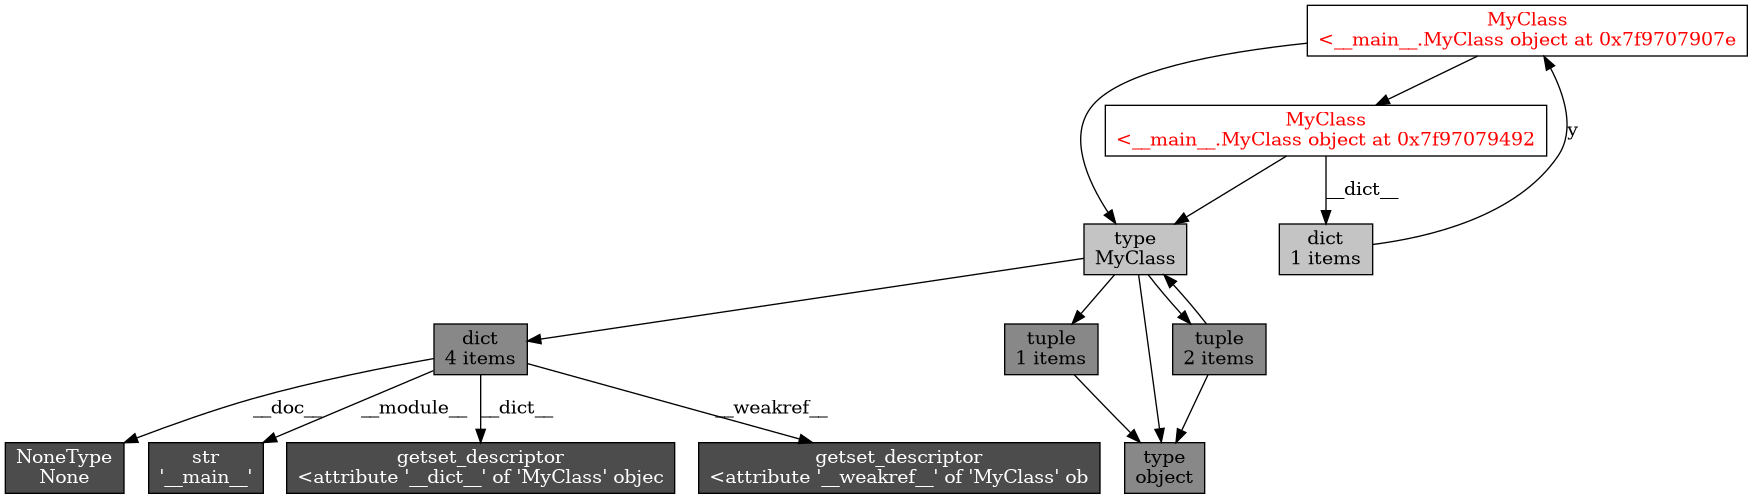 MyClass
<__main__.MyClass object at 0x7f9707907e
MyClass
<__main__.MyClass object at 0x7f97079492
y
__dict__
type
MyClass
dict
1 items
dict
4 items
tuple
1 items
tuple
2 items
__doc__
__module__
__dict__
__weakref__
NoneType
None
str
'__main__'
getset_descriptor
<attribute '__dict__' of 'MyClass' objec
getset_descriptor
<attribute '__weakref__' of 'MyClass' ob
type
object